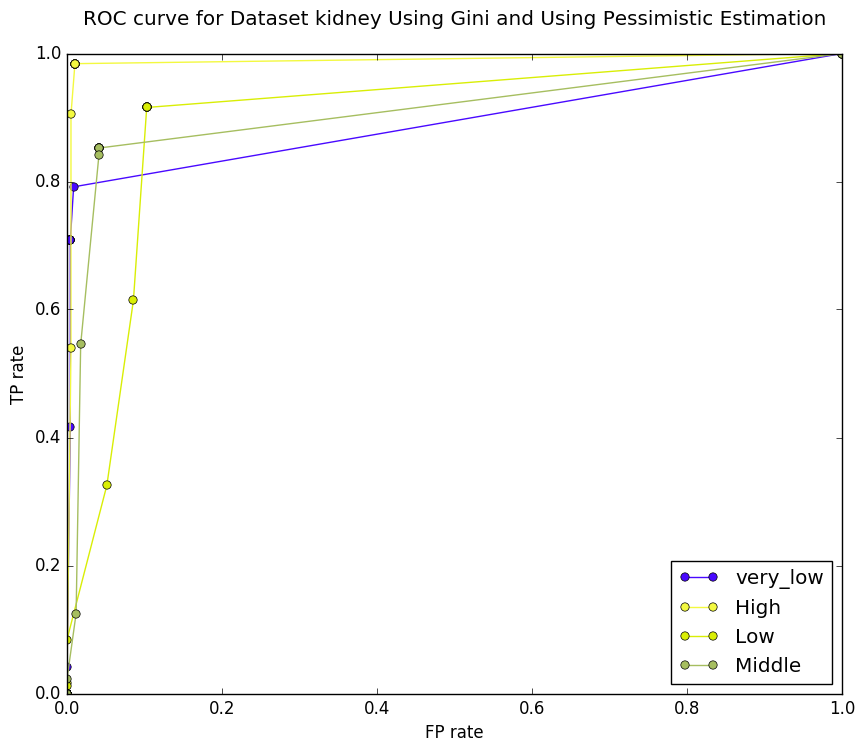 ROC curve for Dataset kidney Using Gini and Using Pessimistic Estimation
1.0
0.8
0.6
0.4
0.2
0.0
TP rate
0.0 0.2 0.4 0.6 0.8 1.0
FP rate
very_low
High
Low
Middle